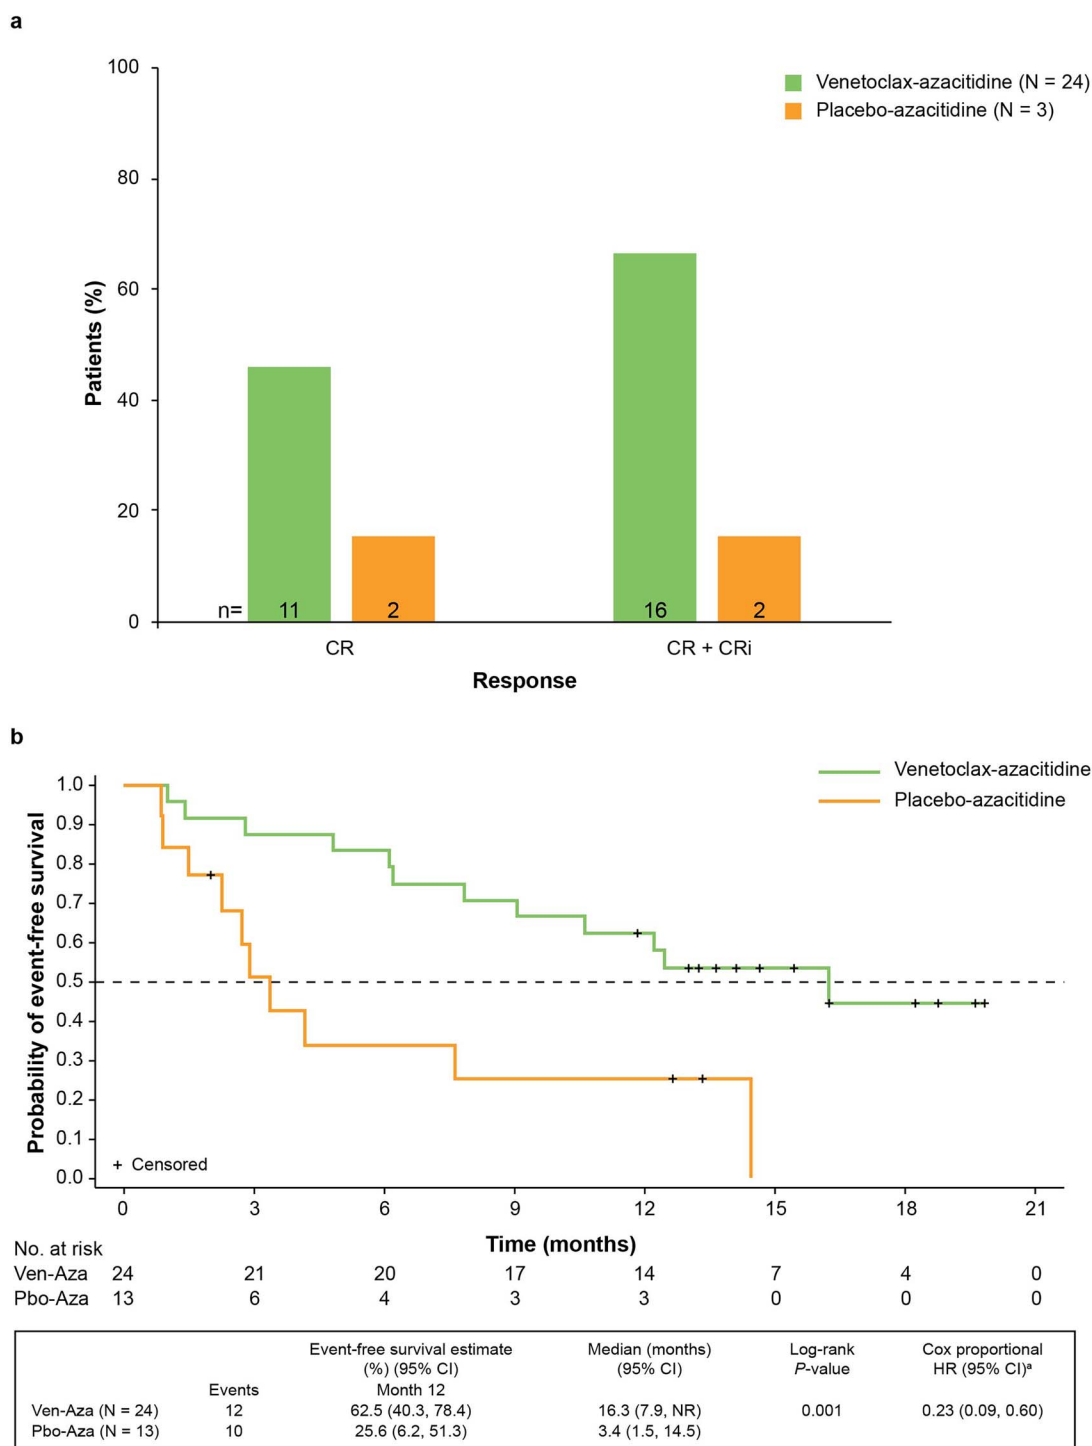 a
100
80
60
40
20
0
Patients (%)
Venetoclax-azacitidine (N = 24)
Placebo-azacitidine (N = 3)
n= 11 2 16 2
CR CR + CRi
Response
b
Venetoclax-azacitidine
Placebo-azacitidine
1.0
0.9
0.8
0.7
0.6
0.5
0.4
0.3
0.2
0.1
0.0
Probability of event-free survival
+ Censored
0 3 6 9 12 15 18 21
Time (months)
No. at risk
Ven-Aza 24 21 20 17 14 7 4 0
Pbo-Aza 13 6 4 3 3 0 0 0
Event-free survival estimate Median (months) Log-rank Cox proportional
(%) (95% CI) (95% CI) P-value HR (95% CI)ᵃ
Events Month 12
Ven-Aza (N = 24) 12 62.5 (40.3, 78.4) 16.3 (7.9, NR) 0.001 0.23 (0.09, 0.60)
Pbo-Aza (N = 13) 10 25.6 (6.2, 51.3) 3.4 (1.5, 14.5)